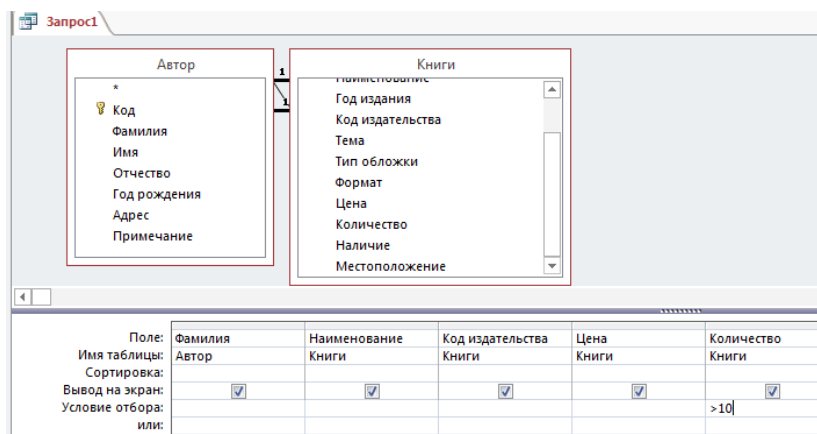 Запрос1
Автор
*
Код
Фамилия
Имя
Отчество
Год рождения
Адрес
Примечание
1
1
Книги
Наименование
Год издания
Код издательства
Тема
Тип обложки
Формат
Цена
Количество
Наличие
Местоположение
Поле: Фамилия Наименование Код издательства Цена Количество
Имя таблицы: Автор Книги Книги Книги Книги
Сортировка:
Вывод на экран:
Условие отбора: >10
или: